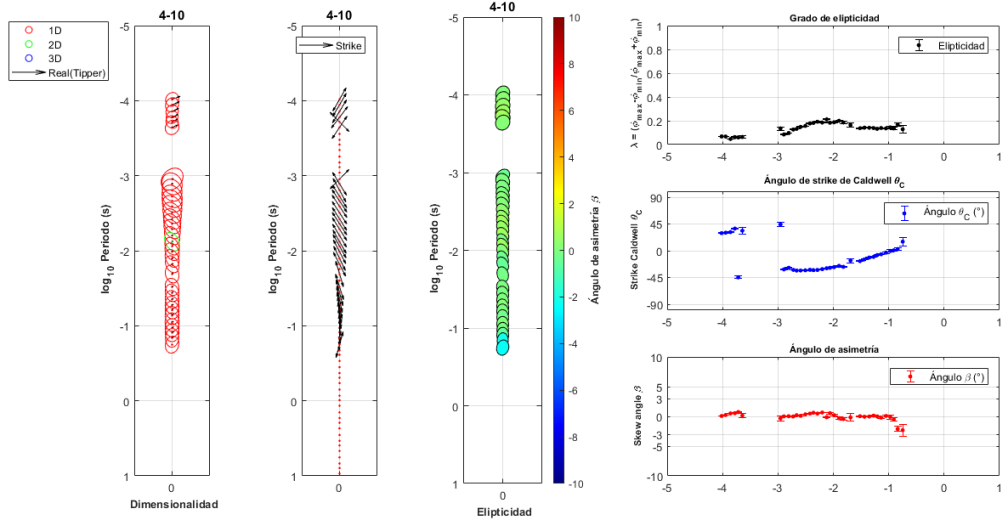 4-10
1D
2D
3D
Real(Tipper)
-5
-4
-3
-2
-1
0
1
log10 Periodo (s)
0
Dimensionalidad
4-10
Strike
-5
-4
-3
-2
-1
0
1
log10 Periodo (s)
0
4-10
-5
-4
-3
-2
-1
0
1
log10 Periodo (s)
0
Elipticidad
10
8
6
4
2
0
-2
-4
-6
-8
-10
Ángulo de asimetría β
Grado de elipticidad
Elipticidad
1
0.8
0.6
0.4
0.2
0
λ = (ϕmax-ϕmin/ϕmax+ϕmin)
-5 -4 -3 -2 -1 0 1
Ángulo de strike de Caldwell θC
Ángulo θC (°)
90
45
0
-45
-90
Strike Caldwell θC
-5 -4 -3 -2 -1 0 1
Ángulo de asimetría
Ángulo β (°)
10
3
0
-3
-10
Skew angle β
-5 -4 -3 -2 -1 0 1